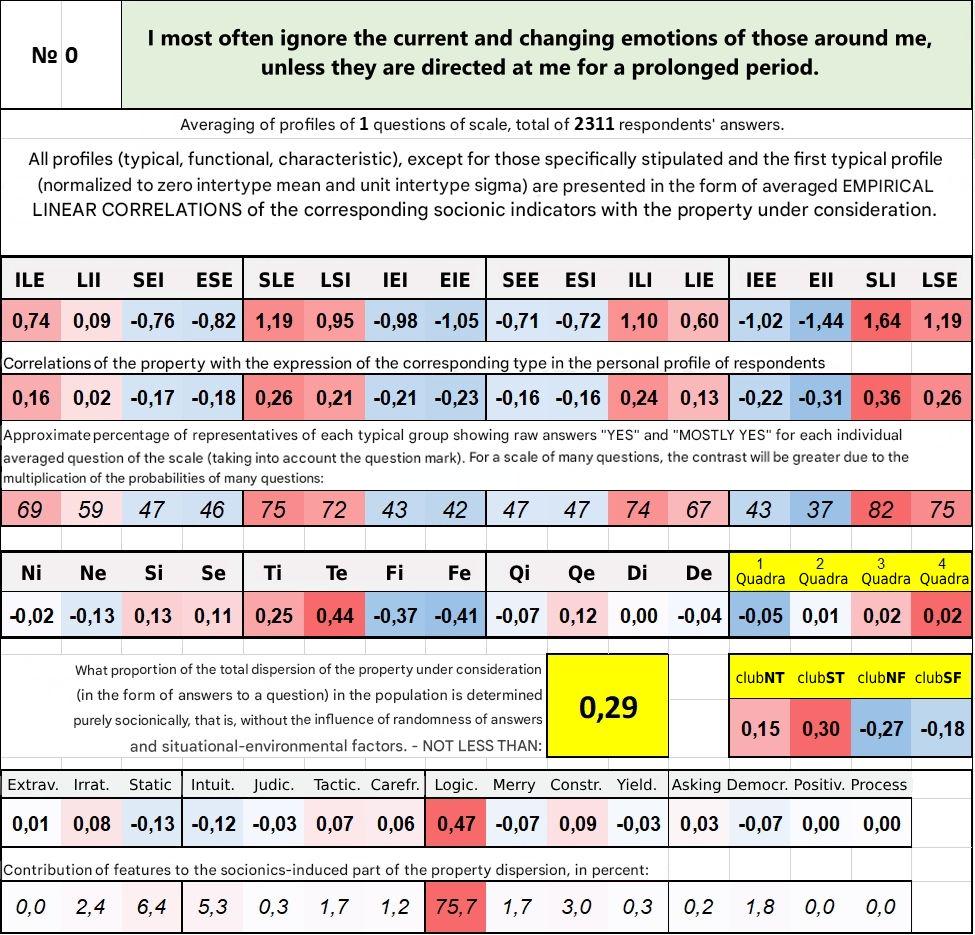 № 0
I most often ignore the current and changing emotions of those around me,
unless they are directed at me for a prolonged period.
Averaging of profiles of 1 questions of scale, total of 2311 respondents' answers.
All profiles (typical, functional, characteristic), except for those specifically stipulated and the first typical profile
(normalized to zero intertype mean and unit intertype sigma) are presented in the form of averaged EMPIRICAL
LINEAR CORRELATIONS of the corresponding socionic indicators with the property under consideration.
ILE LII SEI ESE SLE LSI IEI EIE SEE ESI ILI LIE IEE EII SLI LSE
0,74 0,09 -0,76 -0,82 1,19 0,95 -0,98 -1,05 -0,71 -0,72 1,10 0,60 -1,02 -1,44 1,64 1,19
Correlations of the property with the expression of the corresponding type in the personal profile of respondents
0,16 0,02 -0,17 -0,18 0,26 0,21 -0,21 -0,23 -0,16 -0,16 0,24 0,13 -0,22 -0,31 0,36 0,26
Approximate percentage of representatives of each typical group showing raw answers "YES" and "MOSTLY YES" for each individual
averaged question of the scale (taking into account the question mark). For a scale of many questions, the contrast will be greater due to the
multiplication of the probabilities of many questions:
69 59 47 46 75 72 43 42 47 47 74 67 43 37 82 75
Ni Ne Si Se Ti Te Fi Fe Qi Qe Di De 1 Quadra 2 Quadra 3 Quadra 4 Quadra
-0,02 -0,13 0,13 0,11 0,25 0,44 -0,37 -0,41 -0,07 0,12 0,00 -0,04 -0,05 0,01 0,02 0,02
What proportion of the total dispersion of the property under consideration
(in the form of answers to a question) in the population is determined
purely socionically, that is, without the influence of randomness of answers
and situational-environmental factors. - NOT LESS THAN:
0,29
clubNT clubST clubNF clubSF
0,15 0,30 -0,27 -0,18
Extrav. Irrat. Static Intuit. Judic. Tactic. Carefr. Logic. Merry Constr. Yield. Asking Democr. Positiv. Process
0,01 0,08 -0,13 -0,12 -0,03 0,07 0,06 0,47 -0,07 0,09 -0,03 0,03 -0,07 0,00 0,00
Contribution of features to the socionics-induced part of the property dispersion, in percent:
0,0 2,4 6,4 5,3 0,3 1,7 1,2 75,7 1,7 3,0 0,3 0,2 1,8 0,0 0,0